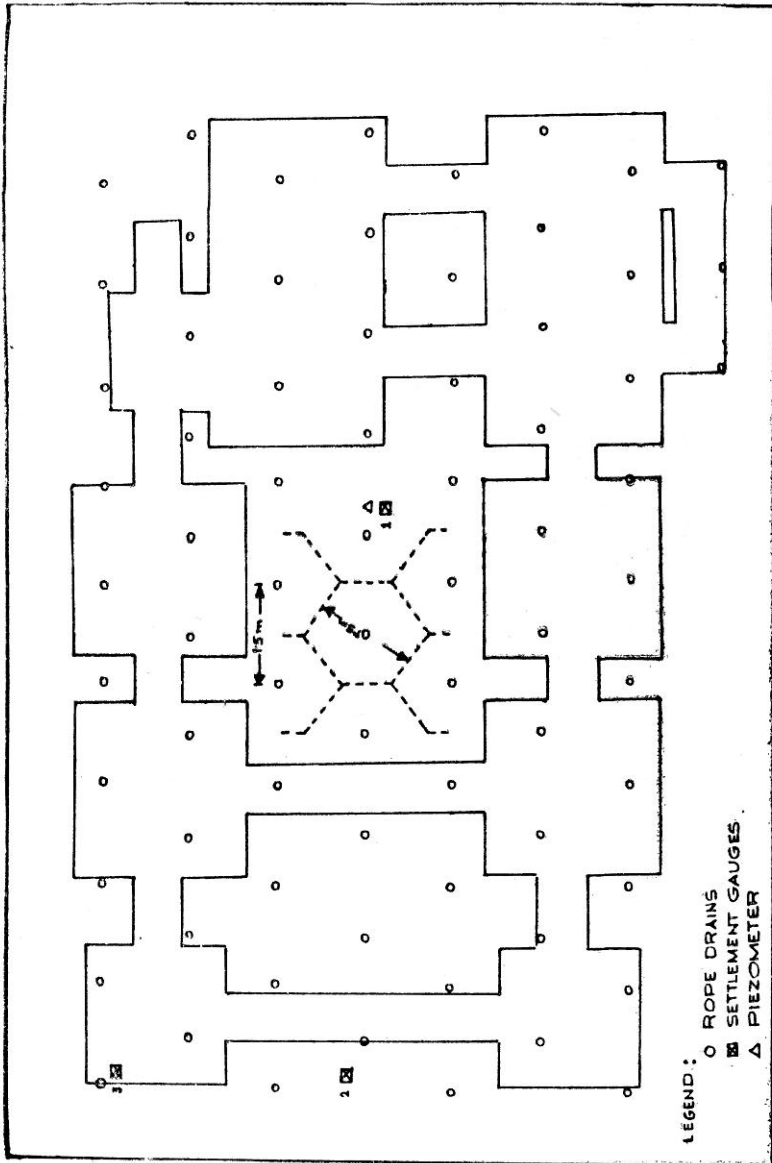 1.5 m
1
2
3
LEGEND :
O ROPE DRAINS
SETTLEMENT GAUGES.
△ PIEZOMETER